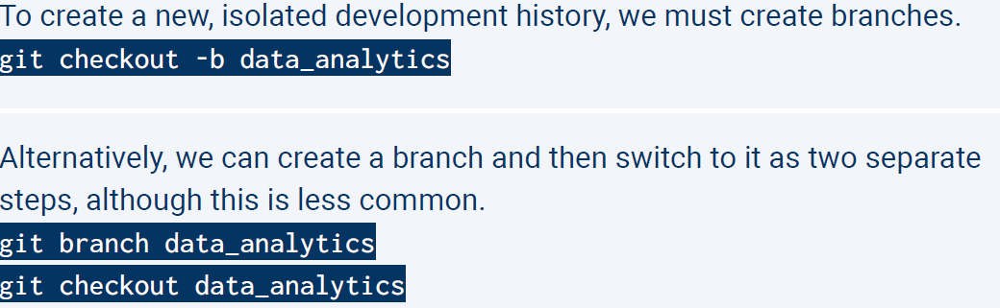 To create a new, isolated development history, we must create branches.
git checkout -b data_analytics
Alternatively, we can create a branch and then switch to it as two separate
steps, although this is less common.
git branch data_analytics
git checkout data_analytics